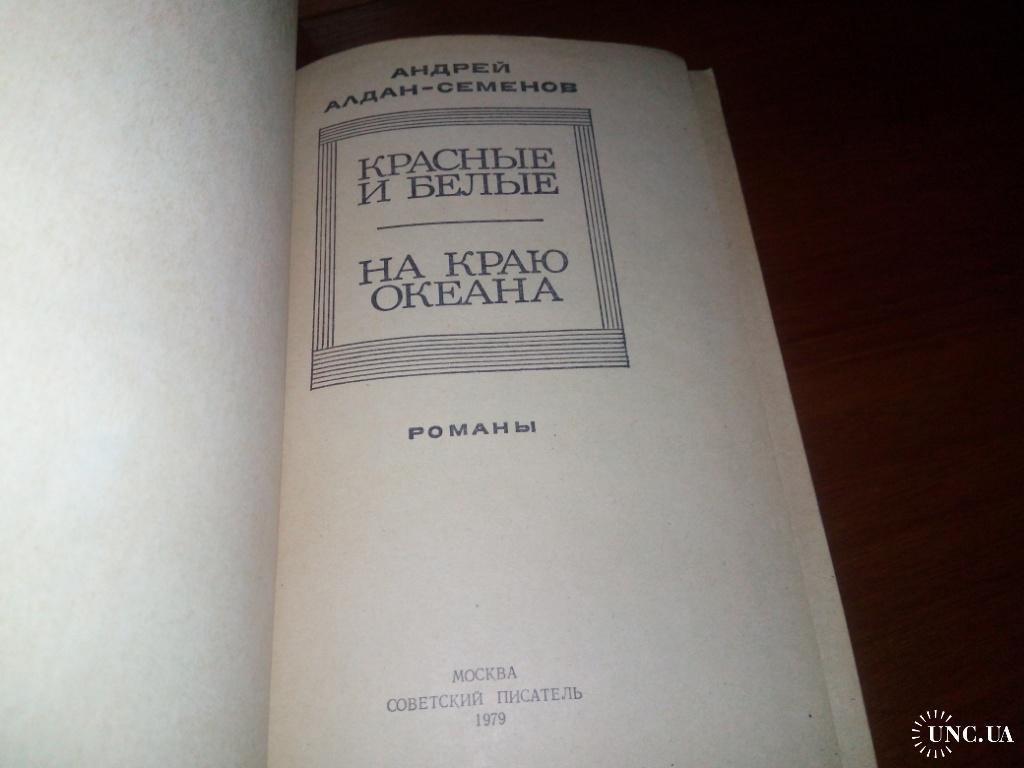 АНДРЕЙ
АЛДАН-СЕМЕНОВ
КРАСНЫЕ
И БЕЛЫЕ
НА КРАЮ
ОКЕАНА
РОМАНЫ
МОСКВА
СОВЕТСКИЙ ПИСАТЕЛЬ
1979
UNC.UA